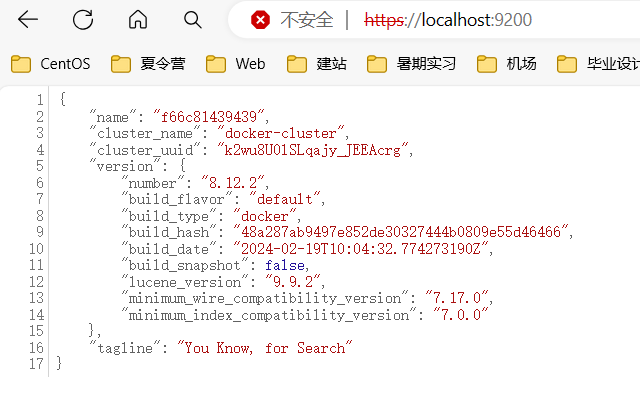 不安全 | https://localhost:9200
CentOS 夏令营 Web 建站 暑期实习 机场 毕业设计
1 {
2 "name": "f66c81439439",
3 "cluster_name": "docker-cluster",
4 "cluster_uuid": "k2wu8U01SLqajy_JEEAcrg",
5 "version": {
6 "number": "8.12.2",
7 "build_flavor": "default",
8 "build_type": "docker",
9 "build_hash": "48a287ab9497e852de30327444b0809e55d46466",
10 "build_date": "2024-02-19T10:04:32.774273190Z",
11 "build_snapshot": false,
12 "lucene_version": "9.9.2",
13 "minimum_wire_compatibility_version": "7.17.0",
14 "minimum_index_compatibility_version": "7.0.0"
15 },
16 "tagline": "You Know, for Search"
17 }